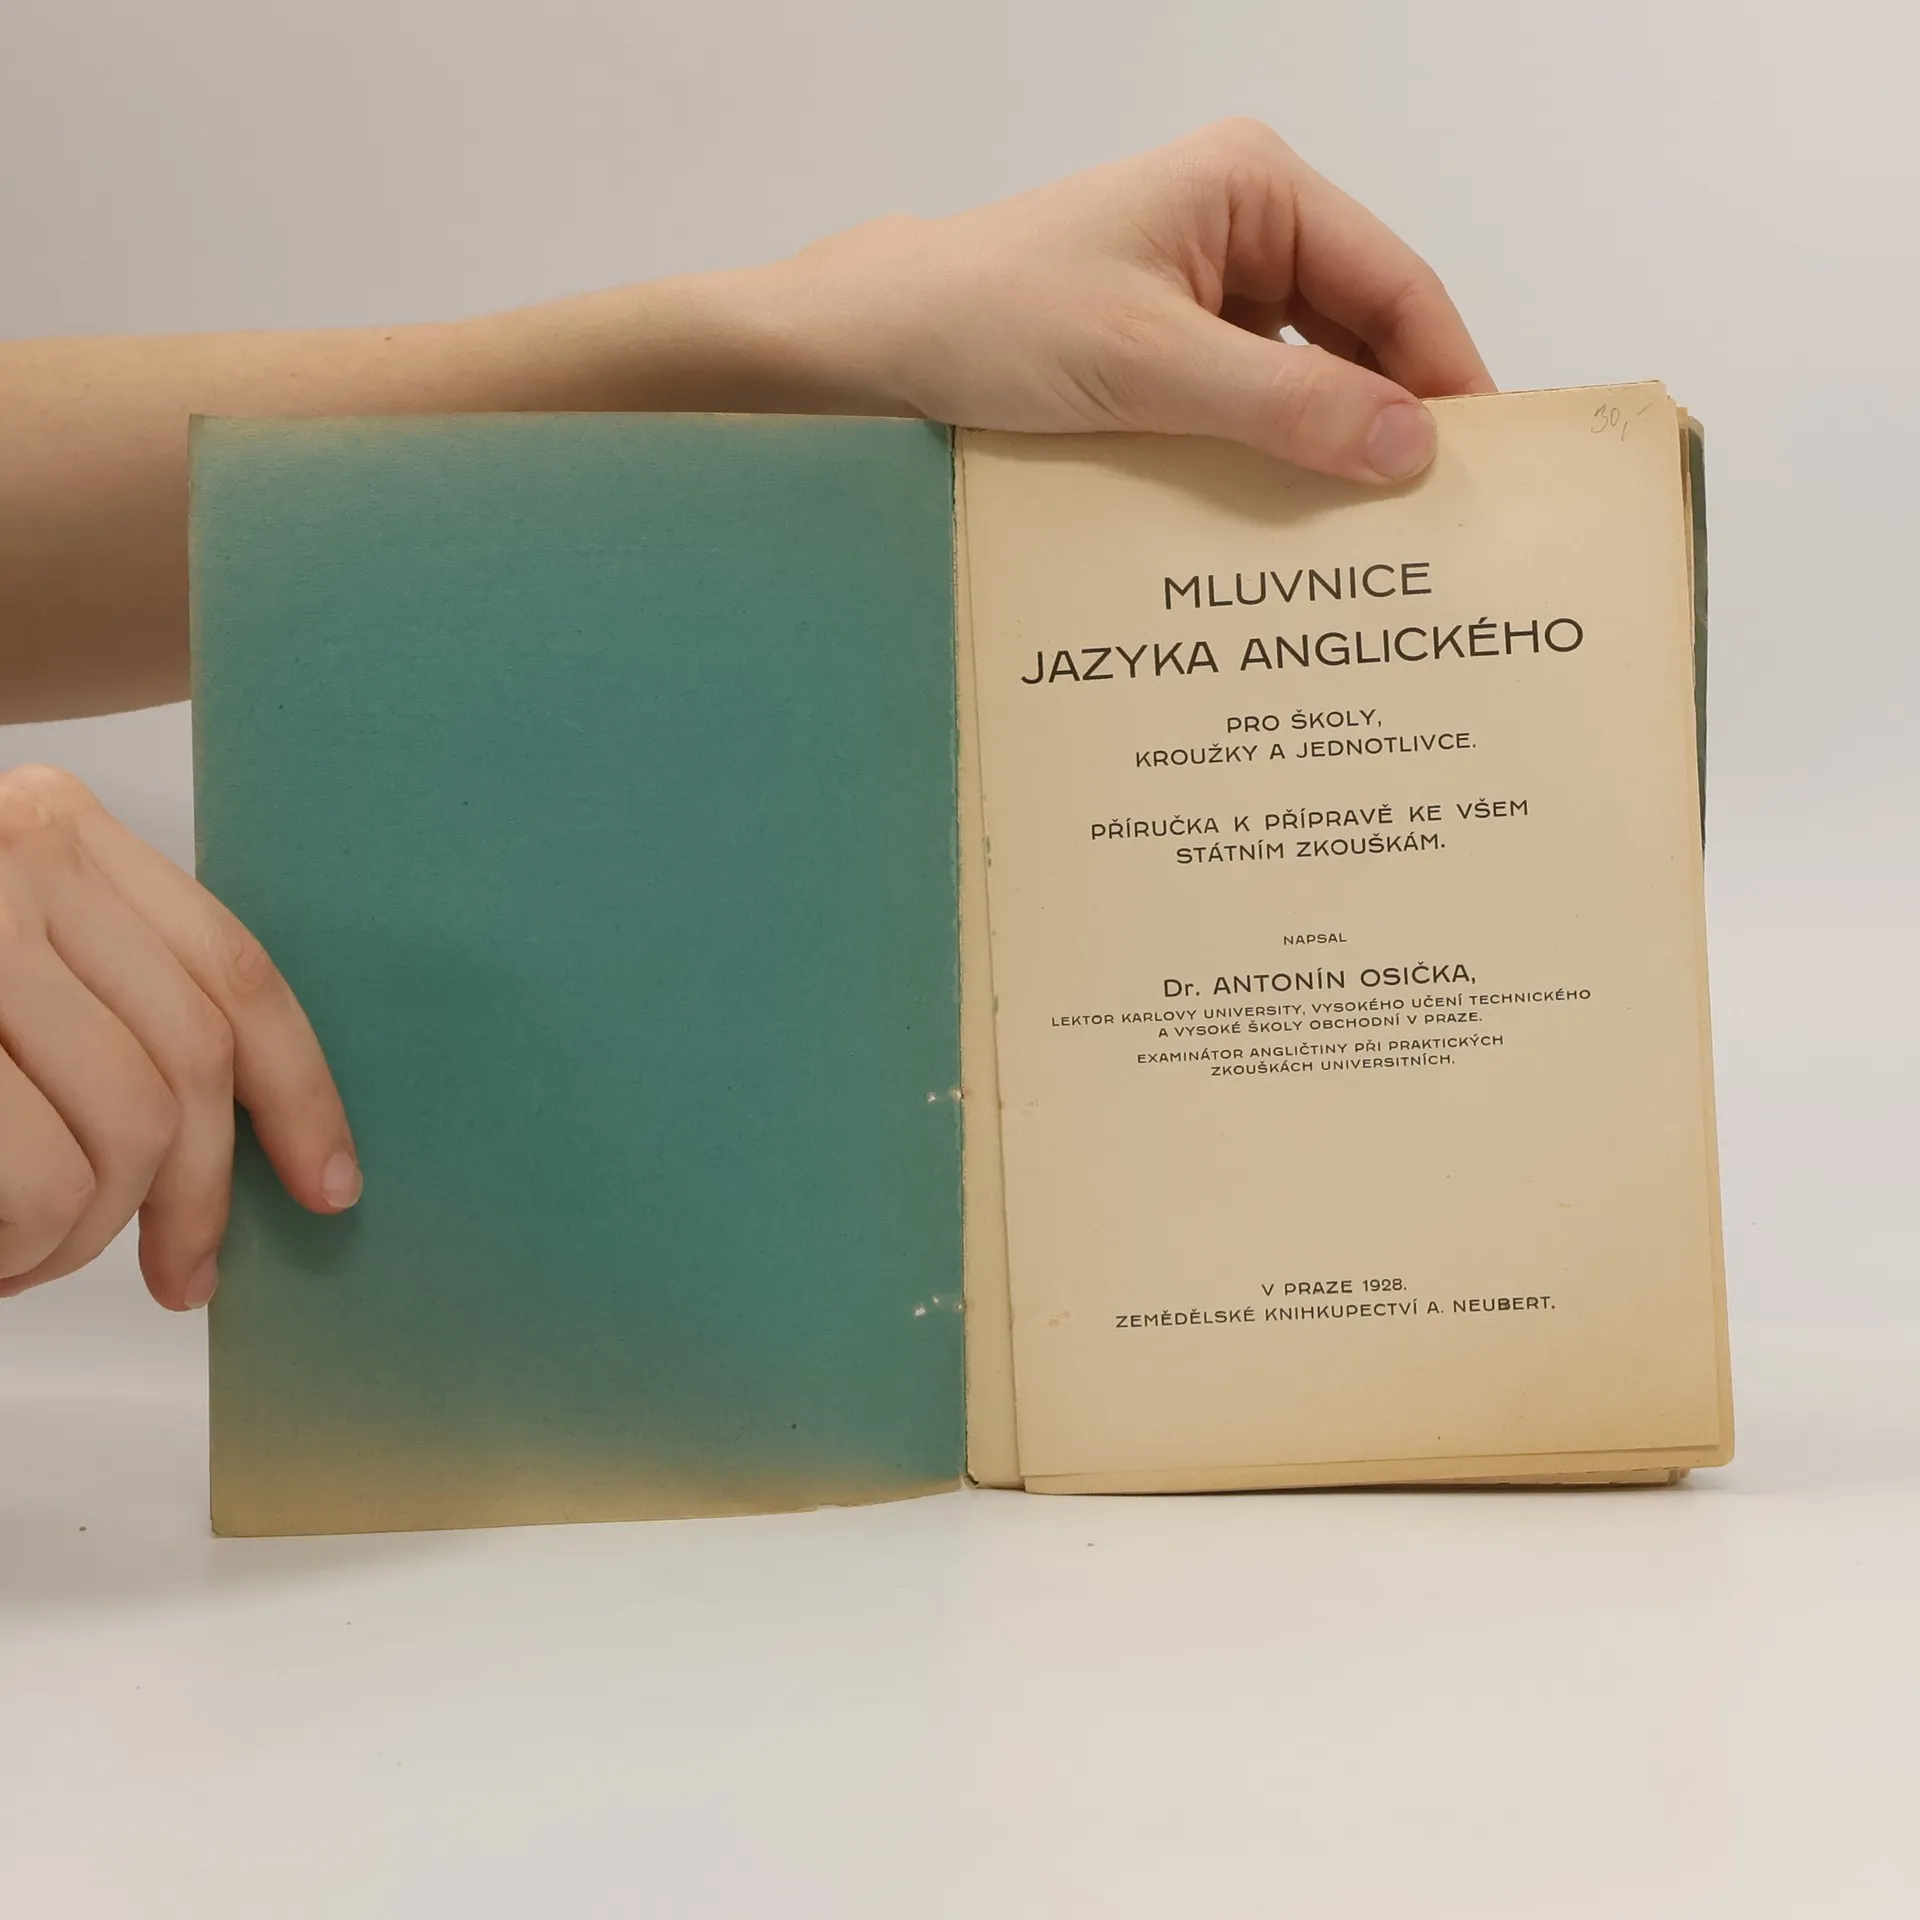 30,-
MLUVNICE
JAZYKA ANGLICKÉHO
PRO ŠKOLY,
KROUŽKY A JEDNOTLIVCE.
PŘÍRUČKA K PŘÍPRAVĚ KE VŠEM
STÁTNÍM ZKOUŠKÁM.
NAPSAL
Dr. ANTONÍN OSIČKA,
LEKTOR KARLOVY UNIVERSITY, VYSOKÉHO UČENÍ TECHNICKÉHO
A VYSOKÉ ŠKOLY OBCHODNÍ V PRAZE.
EXAMINÁTOR ANGLIČTINY PŘI PRAKTICKÝCH
ZKOUŠKÁCH UNIVERSITNÍCH.
V PRAZE 1928.
ZEMĚDĚLSKÉ KNIHKUPECTVÍ A. NEUBERT.